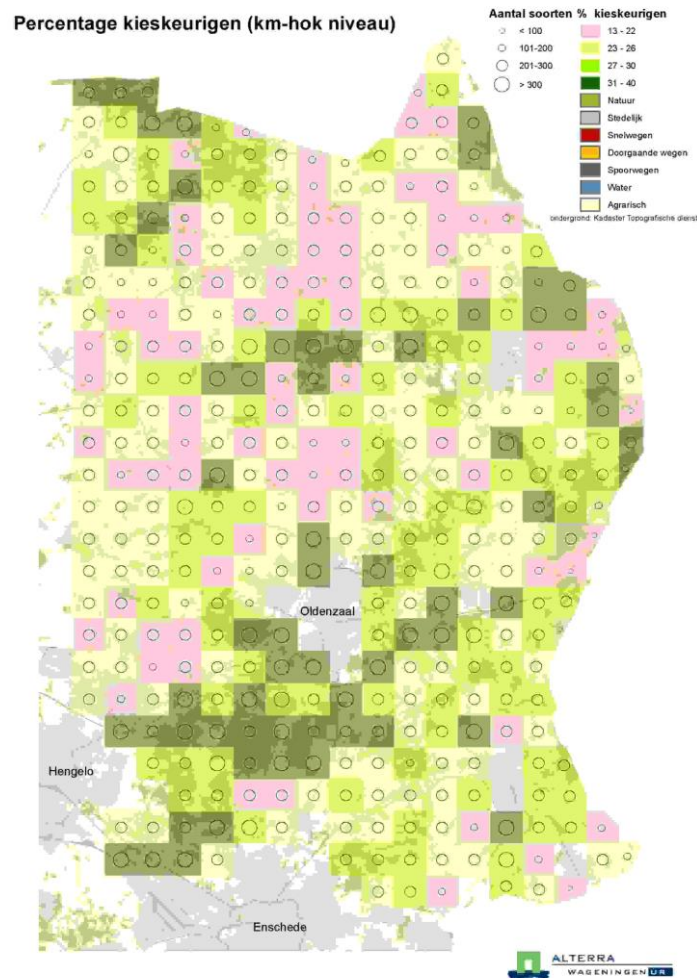 Percentage kieskeurigen (km-hok niveau)
Aantal soorten
< 100
101-200
201-300
> 300
% kieskeurigen
13 - 22
23 - 26
27 - 30
31 - 40
Natuur
Stedelijk
Snelwegen
Doorgaande wegen
Spoorwegen
Water
Agrarisch
ondergrond: Kadaster Topografische dienst
Oldenzaal
Hengelo
Enschede
ALTERRA
WAGENINGEN UR